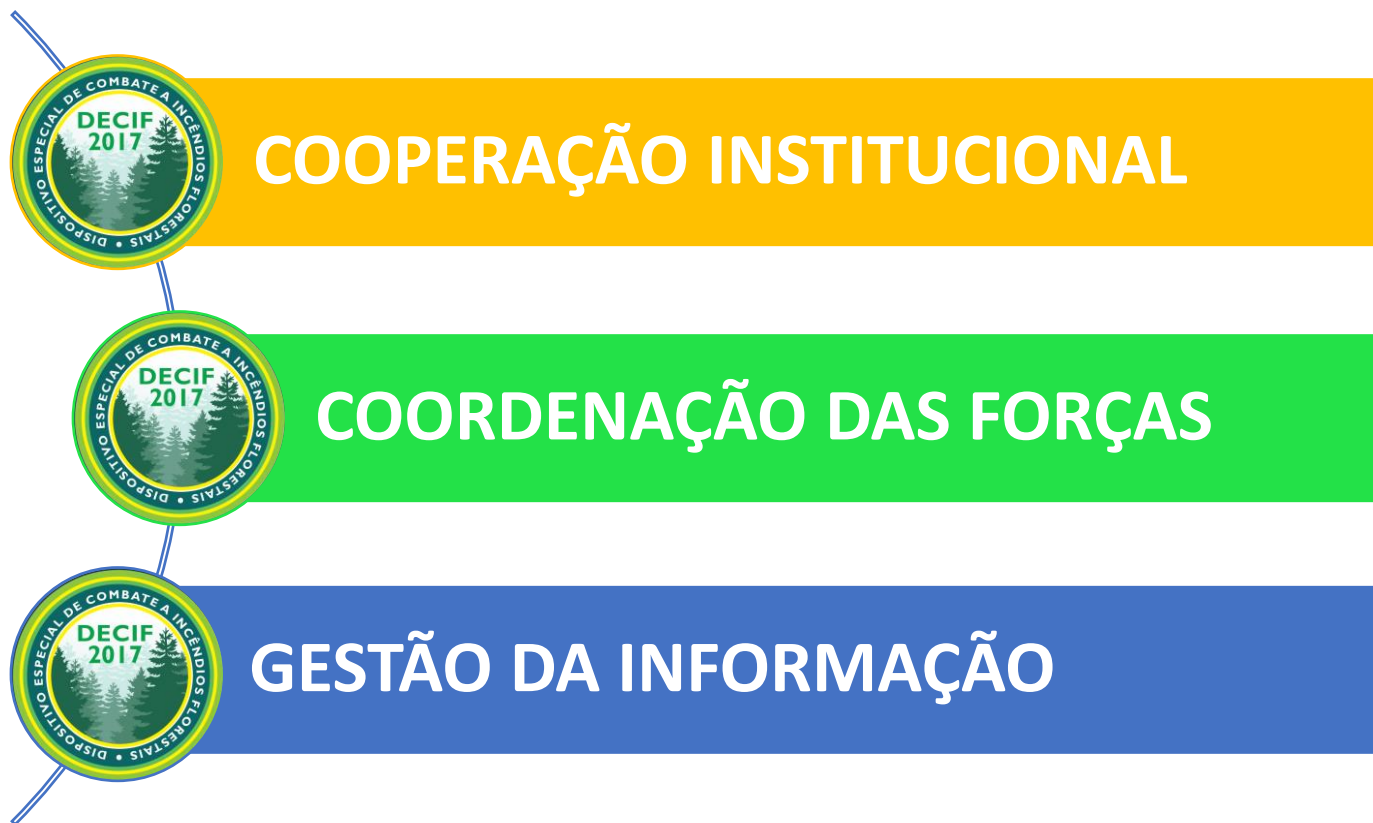 DISPOSITIVO ESPECIAL DE COMBATE A INCÊNDIOS FLORESTAIS •
DECIF
2017
COOPERAÇÃO INSTITUCIONAL
DISPOSITIVO ESPECIAL DE COMBATE A INCÊNDIOS FLORESTAIS •
DECIF
2017
COORDENAÇÃO DAS FORÇAS
DISPOSITIVO ESPECIAL DE COMBATE A INCÊNDIOS FLORESTAIS •
DECIF
2017
GESTÃO DA INFORMAÇÃO